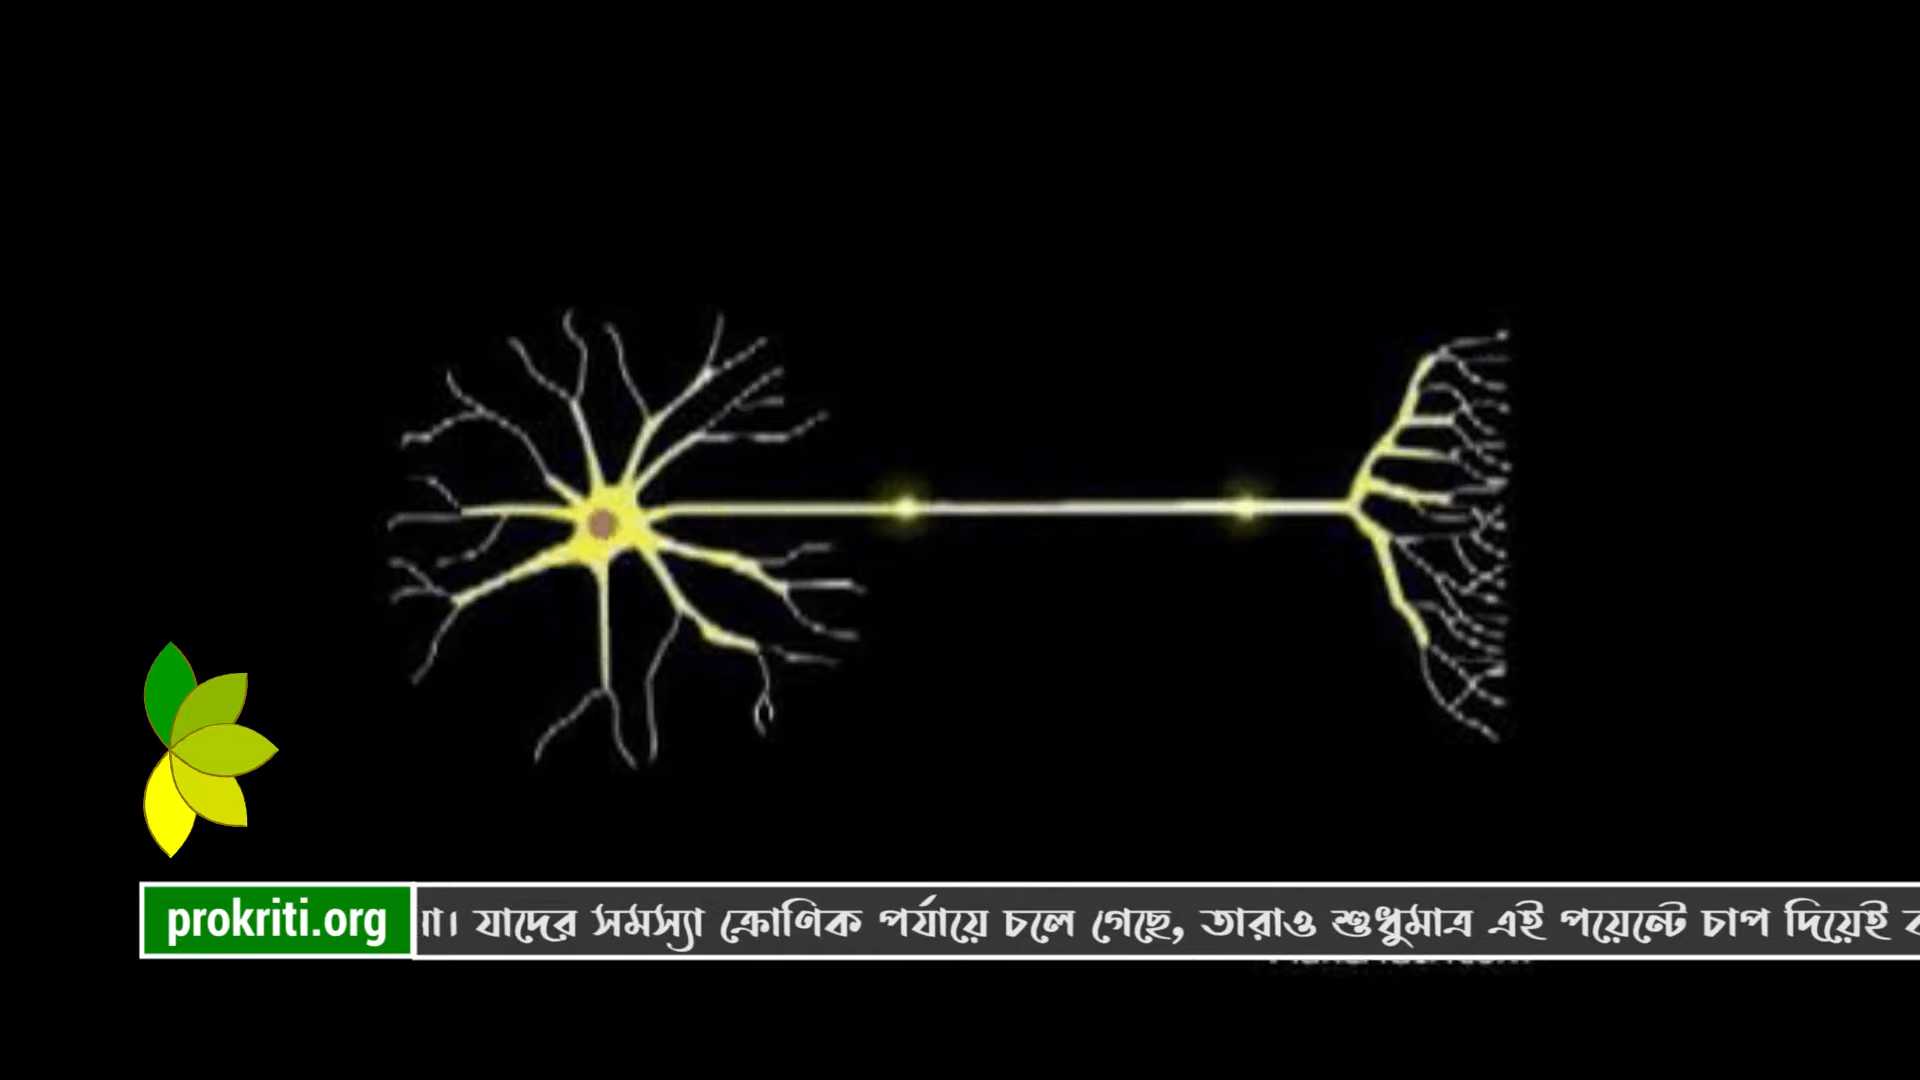 prokriti.org
যাদের সমস্যা ক্রোণিক পর্যায়ে চলে গেছে, তারাও শুধুমাত্র এই পয়েন্টে চাপ দিয়েই